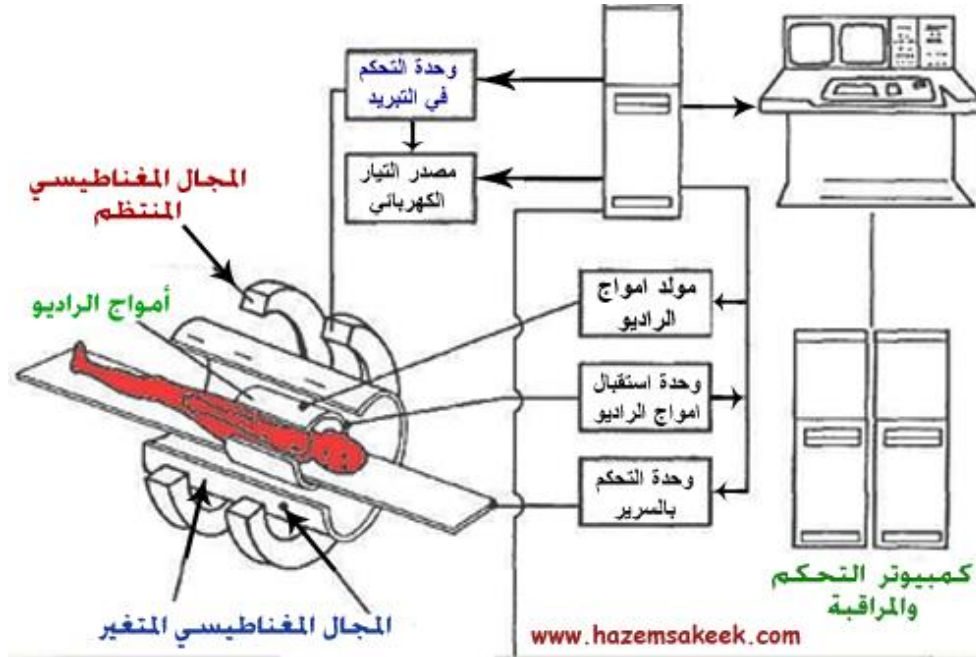 وحدة التحكم
في التبريد
مصدر التيار
الكهربائي
المجال المغناطيسي
المنتظم
أمواج الراديو
مولد امواج
الراديو
وحدة استقبال
امواج الراديو
وحدة التحكم
بالسرير
كمبيوتر التحكم
والمراقبة
المجال المغناطيسي المتغير
www.hazemsakeek.com